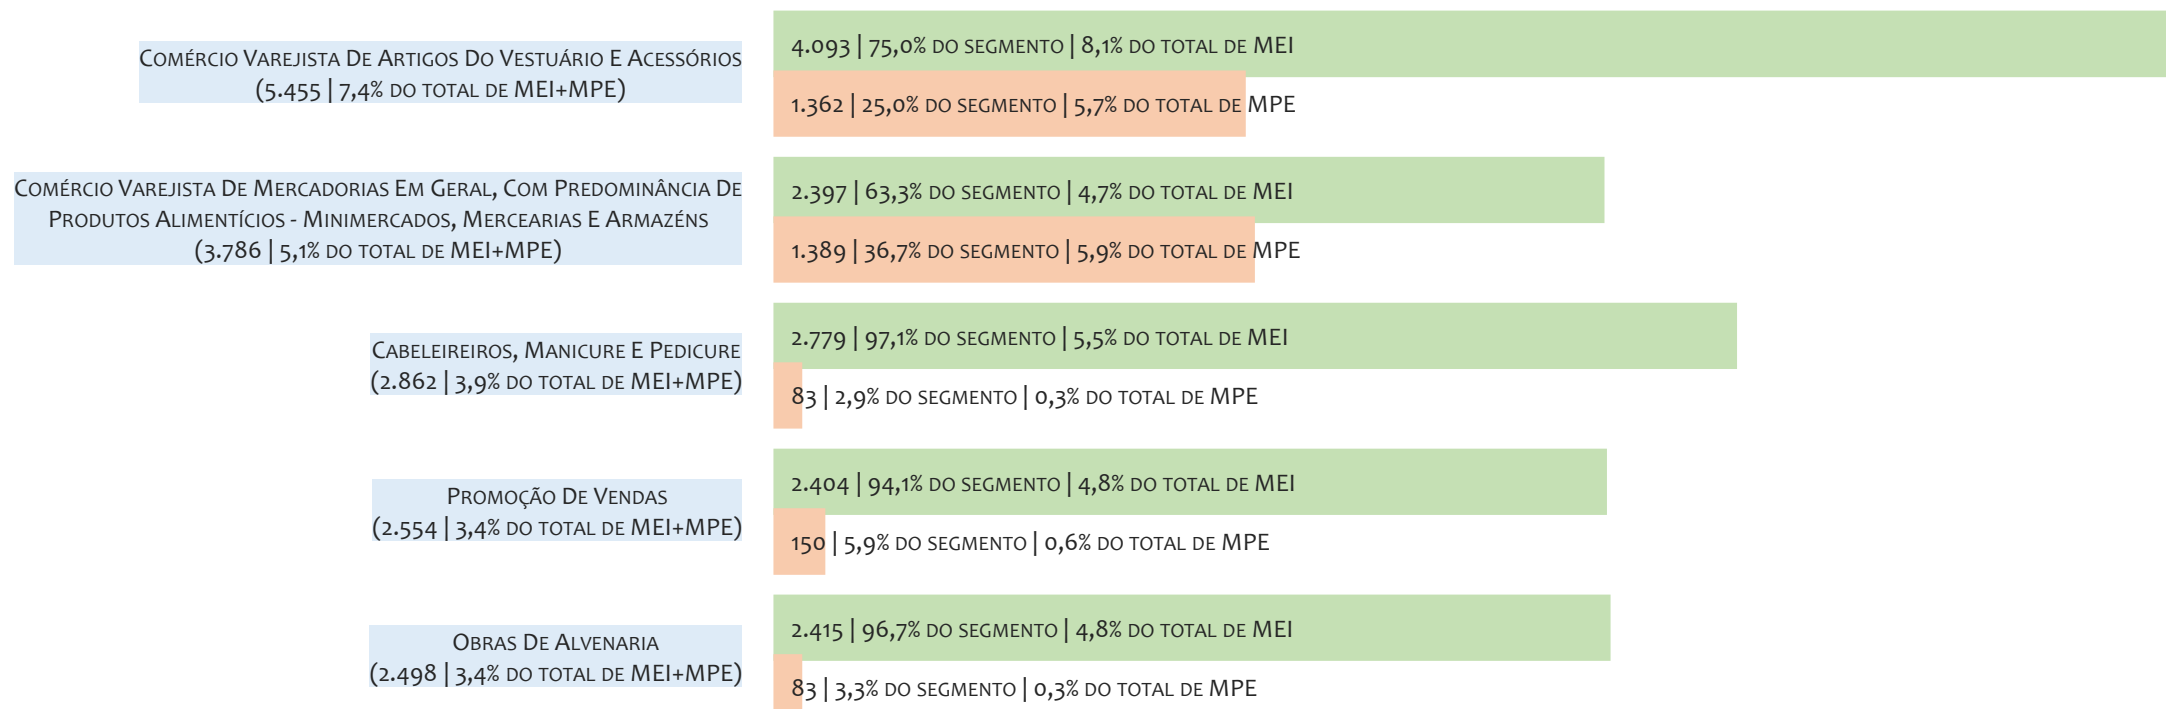 Comércio Varejista De Artigos Do Vestuário E Acessórios
(5.455 | 7,4% do total de MEI+MPE)
4.093 | 75,0% do segmento | 8,1% do total de MEI
1.362 | 25,0% do segmento | 5,7% do total de MPE
Comércio Varejista De Mercadorias Em Geral, Com Predominância De
Produtos Alimentícios - Minimercados, Mercearias E Armazéns
(3.786 | 5,1% do total de MEI+MPE)
2.397 | 63,3% do segmento | 4,7% do total de MEI
1.389 | 36,7% do segmento | 5,9% do total de MPE
Cabeleireiros, Manicure E Pedicure
(2.862 | 3,9% do total de MEI+MPE)
2.779 | 97,1% do segmento | 5,5% do total de MEI
83 | 2,9% do segmento | 0,3% do total de MPE
Promoção De Vendas
(2.554 | 3,4% do total de MEI+MPE)
2.404 | 94,1% do segmento | 4,8% do total de MEI
150 | 5,9% do segmento | 0,6% do total de MPE
Obras De Alvenaria
(2.498 | 3,4% do total de MEI+MPE)
2.415 | 96,7% do segmento | 4,8% do total de MEI
83 | 3,3% do segmento | 0,3% do total de MPE